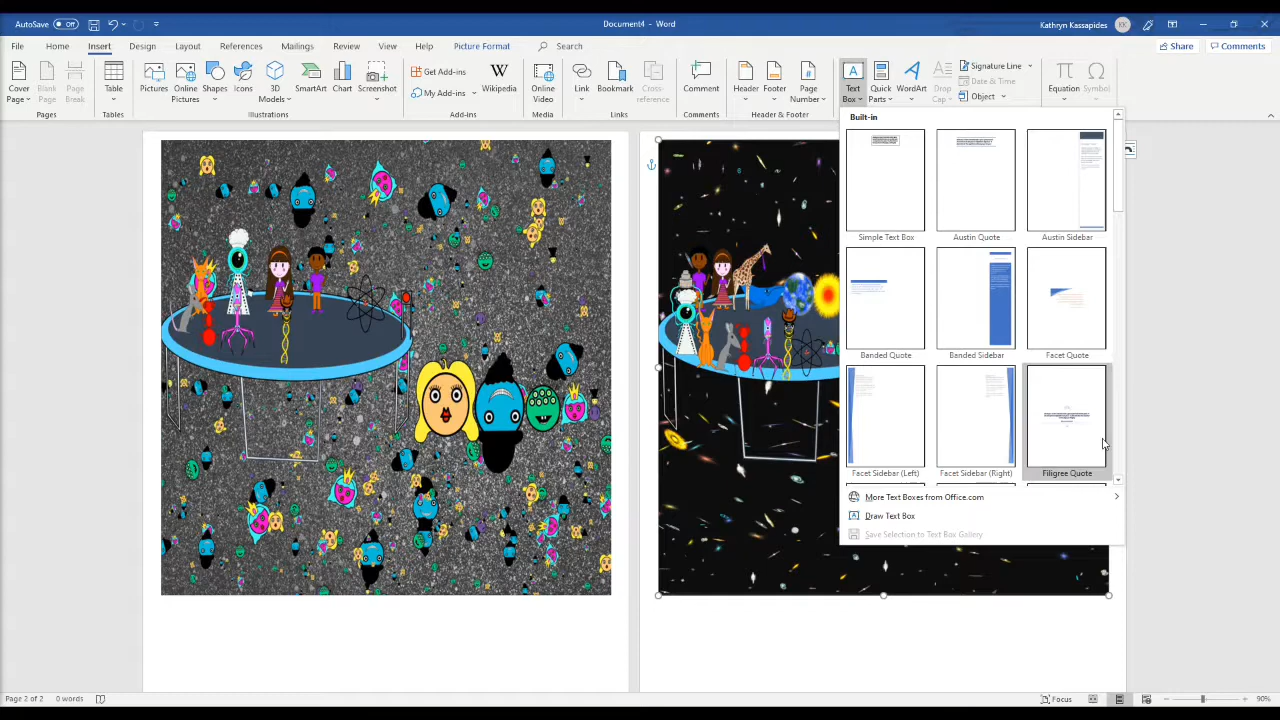 AutoSave Off
Document4 - Word
Kathryn Kassapides KK
File Home Insert Design Layout References Mailings Review View Help Picture Format Search Share Comments
Cover Page
Blank Page
Page Break
Pages
Table
Tables
Pictures
Online Pictures
Shapes
Icons
3D Models
SmartArt
Chart
Screenshot
Illustrations
Get Add-ins
My Add-ins
Wikipedia
Add-ins
Online Video
Media
Link
Bookmark
Cross-reference
Comment
Comments
Header
Footer
Page Number
Header & Footer
Text Box
Quick Parts
WordArt
Drop Cap
Signature Line
Date & Time
Object
Equation
Symbol
Symbols
Built-in
Simple Text Box
Austin Quote
Austin Sidebar
Banded Quote
Banded Sidebar
Facet Quote
Facet Sidebar (Left)
Facet Sidebar (Right)
Filigree Quote
More Text Boxes from Office.com
Draw Text Box
Save Selection to Text Box Gallery
Page 2 of 2 0 words
Focus
90%